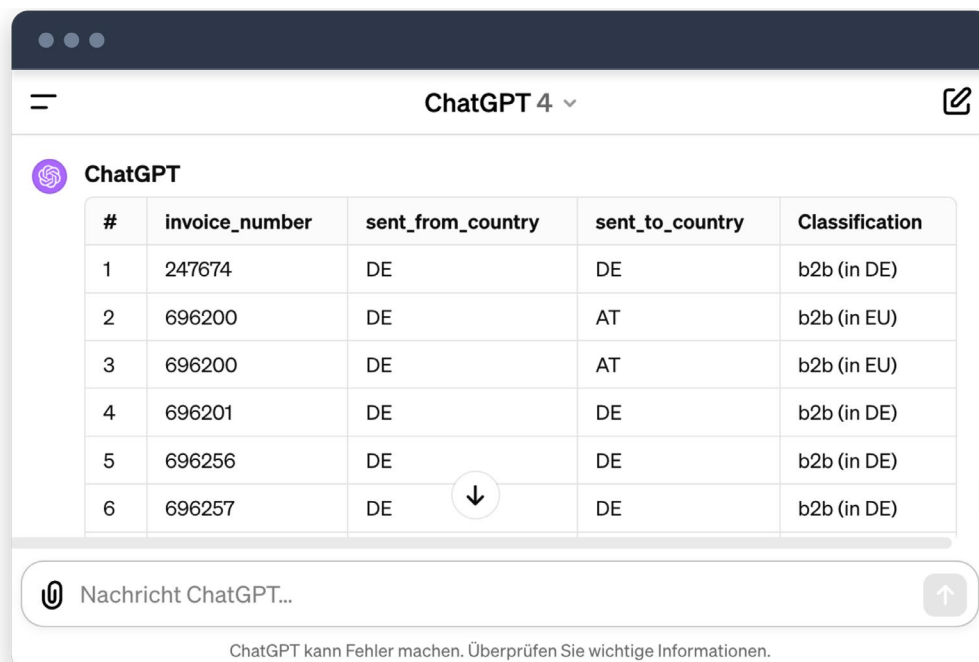 ChatGPT 4
ChatGPT
# invoice_number sent_from_country sent_to_country Classification
1 247674 DE DE b2b (in DE)
2 696200 DE AT b2b (in EU)
3 696200 DE AT b2b (in EU)
4 696201 DE DE b2b (in DE)
5 696256 DE DE b2b (in DE)
6 696257 DE DE b2b (in DE)
Nachricht ChatGPT...
ChatGPT kann Fehler machen. Überprüfen Sie wichtige Informationen.